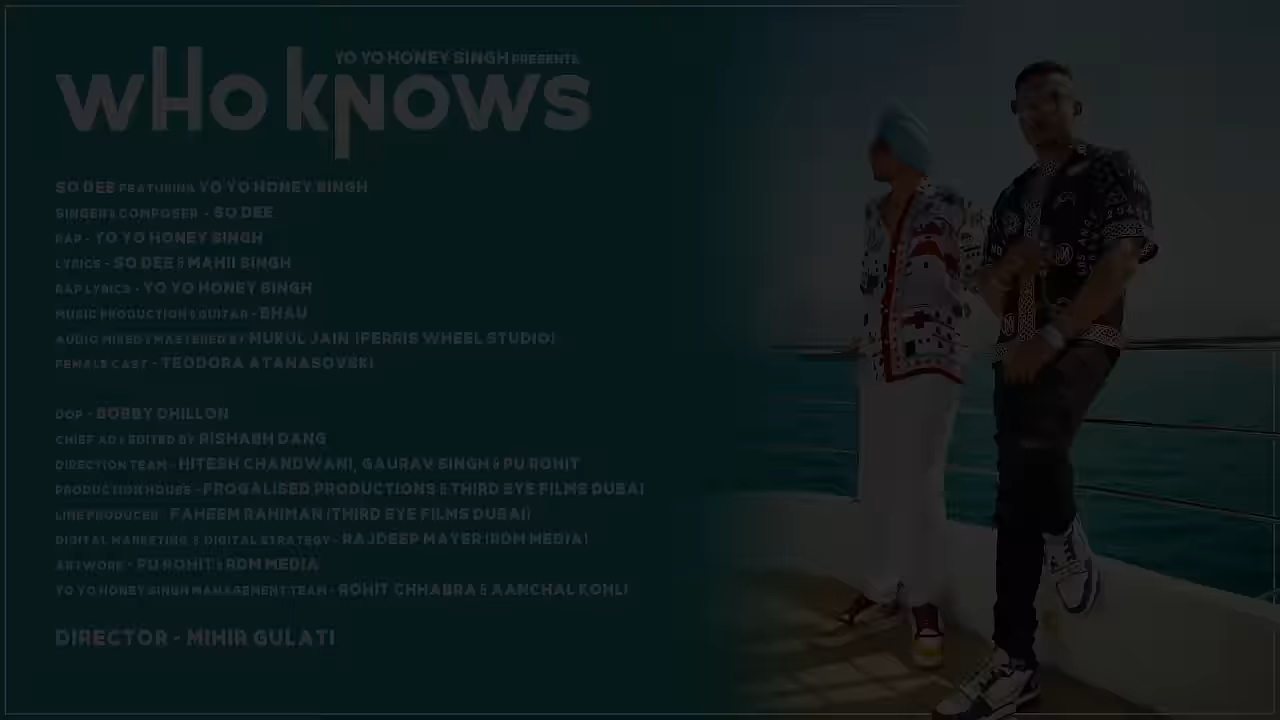 YO YO HONEY SINGH PRESENTS
WHO KNOWS
SO DEE FEATURING YO YO HONEY SINGH
SINGER & COMPOSER - SO DEE
RAP - YO YO HONEY SINGH
LYRICS - SO DEE & MAHII SINGH
RAP LYRICS - YO YO HONEY SINGH
MUSIC PRODUCTION & GUITAR - BHAU
AUDIO MIXED & MASTERED BY MUKUL JAIN (FERRIS WHEEL STUDIO)
FEMALE CAST - TEODORA ATANASOVSKI
DOP - BOBBY DHILLON
CHIEF AD & EDITED BY RISHABH DANG
DIRECTION TEAM - HITESH CHANDWANI, GAURAV SINGH & PU ROHIT
PRODUCTION HOUSE - FROGALISED PRODUCTIONS & THIRD EYE FILMS DUBAI
LINE PRODUCER - FAHEEM RAHIMAN (THIRD EYE FILMS DUBAI)
DIGITAL MARKETING & DIGITAL STRATEGY - RAJDEEP MAYER (RDM MEDIA)
ARTWORK - PU ROHIT & RDM MEDIA
YO YO HONEY SINGH MANAGEMENT TEAM - ROHIT CHHABRA & AANCHAL KOHLI
DIRECTOR - MIHIR GULATI